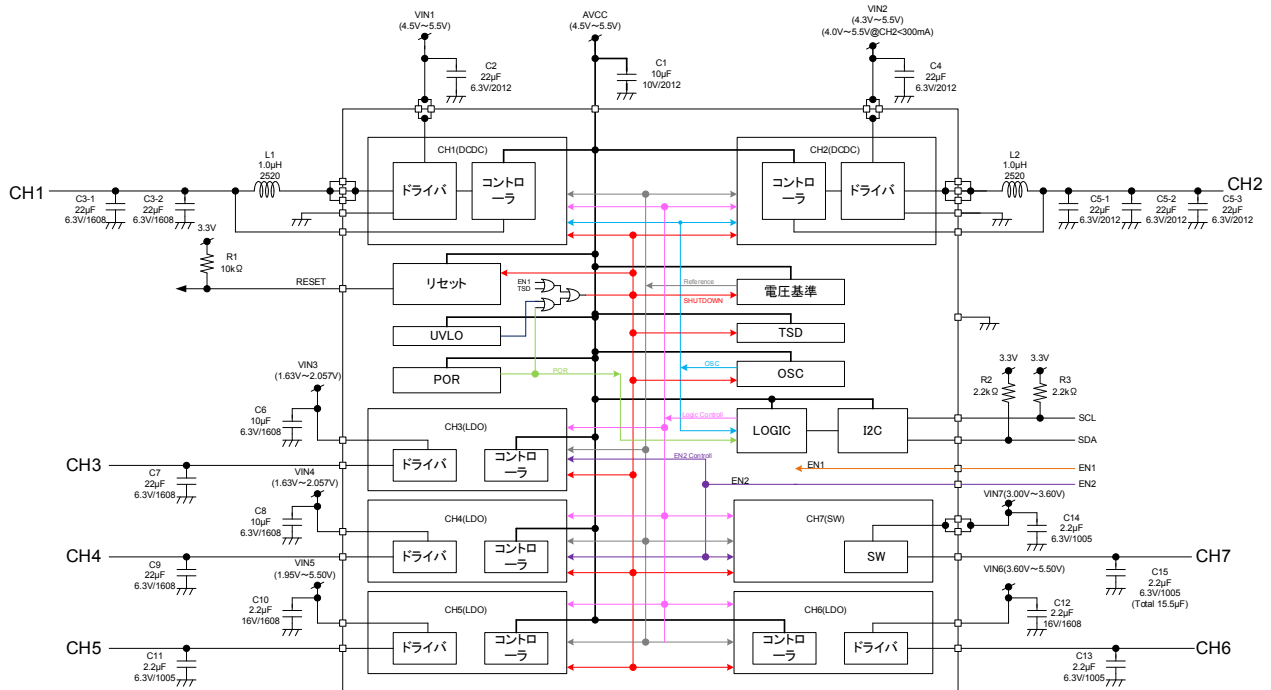 VIN1
(4.5V～5.5V)
AVCC
(4.5V～5.5V)
VIN2
(4.3V～5.5V)
(4.0V～5.5V@CH2<300mA)
C2
22μF
6.3V/2012
C1
10μF
10V/2012
C4
22μF
6.3V/2012
CH1(DCDC)
ドライバ
コントロ
ーラ
CH2(DCDC)
コントロ
ーラ
ドライバ
L1
1.0μH
2520
L2
1.0μH
2520
CH1
CH2
C3-1
22μF
6.3V/1608
C3-2
22μF
6.3V/1608
C5-1
22μF
6.3V/2012
C5-2
22μF
6.3V/2012
C5-3
22μF
6.3V/2012
3.3V
R1
10kΩ
RESET
リセット
EN1
TSD
Reference
SHUTDOWN
電圧基準
UVLO
TSD
POR
POR
OSC
OSC
3.3V
3.3V
R2
2.2kΩ
R3
2.2kΩ
VIN3
(1.63V～2.057V)
C6
10μF
6.3V/1608
CH3(LDO)
ドライバ
コントロ
ーラ
Logic Controll
LOGIC
I2C
SCL
SDA
EN2 Controll
EN1
EN1
EN2
EN2
CH3
C7
22μF
6.3V/1608
VIN4
(1.63V～2.057V)
C8
10μF
6.3V/1608
CH4(LDO)
ドライバ
コントロ
ーラ
CH7(SW)
SW
VIN7(3.00V～3.60V)
C14
2.2μF
6.3V/1005
CH4
CH7
C9
22μF
6.3V/1608
C15
2.2μF
6.3V/1005
(Total 15.5μF)
VIN5
(1.95V～5.50V)
C10
2.2μF
16V/1608
CH5(LDO)
ドライバ
コントロ
ーラ
CH6(LDO)
コントロ
ーラ
ドライバ
VIN6(3.60V～5.50V)
C12
2.2μF
16V/1608
CH5
CH6
C11
2.2μF
6.3V/1005
C13
2.2μF
6.3V/1005